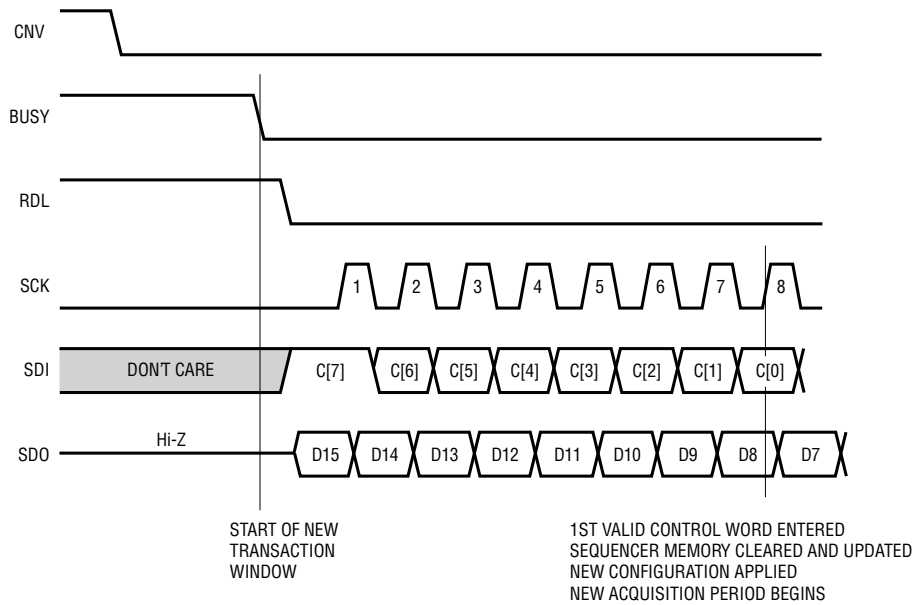 CNV
BUSY
RDL
SCK 1 2 3 4 5 6 7 8
SDI DON'T CARE C[7] C[6] C[5] C[4] C[3] C[2] C[1] C[0]
SDO Hi-Z D15 D14 D13 D12 D11 D10 D9 D8 D7
START OF NEW
TRANSACTION
WINDOW
1ST VALID CONTROL WORD ENTERED
SEQUENCER MEMORY CLEARED AND UPDATED
NEW CONFIGURATION APPLIED
NEW ACQUISITION PERIOD BEGINS